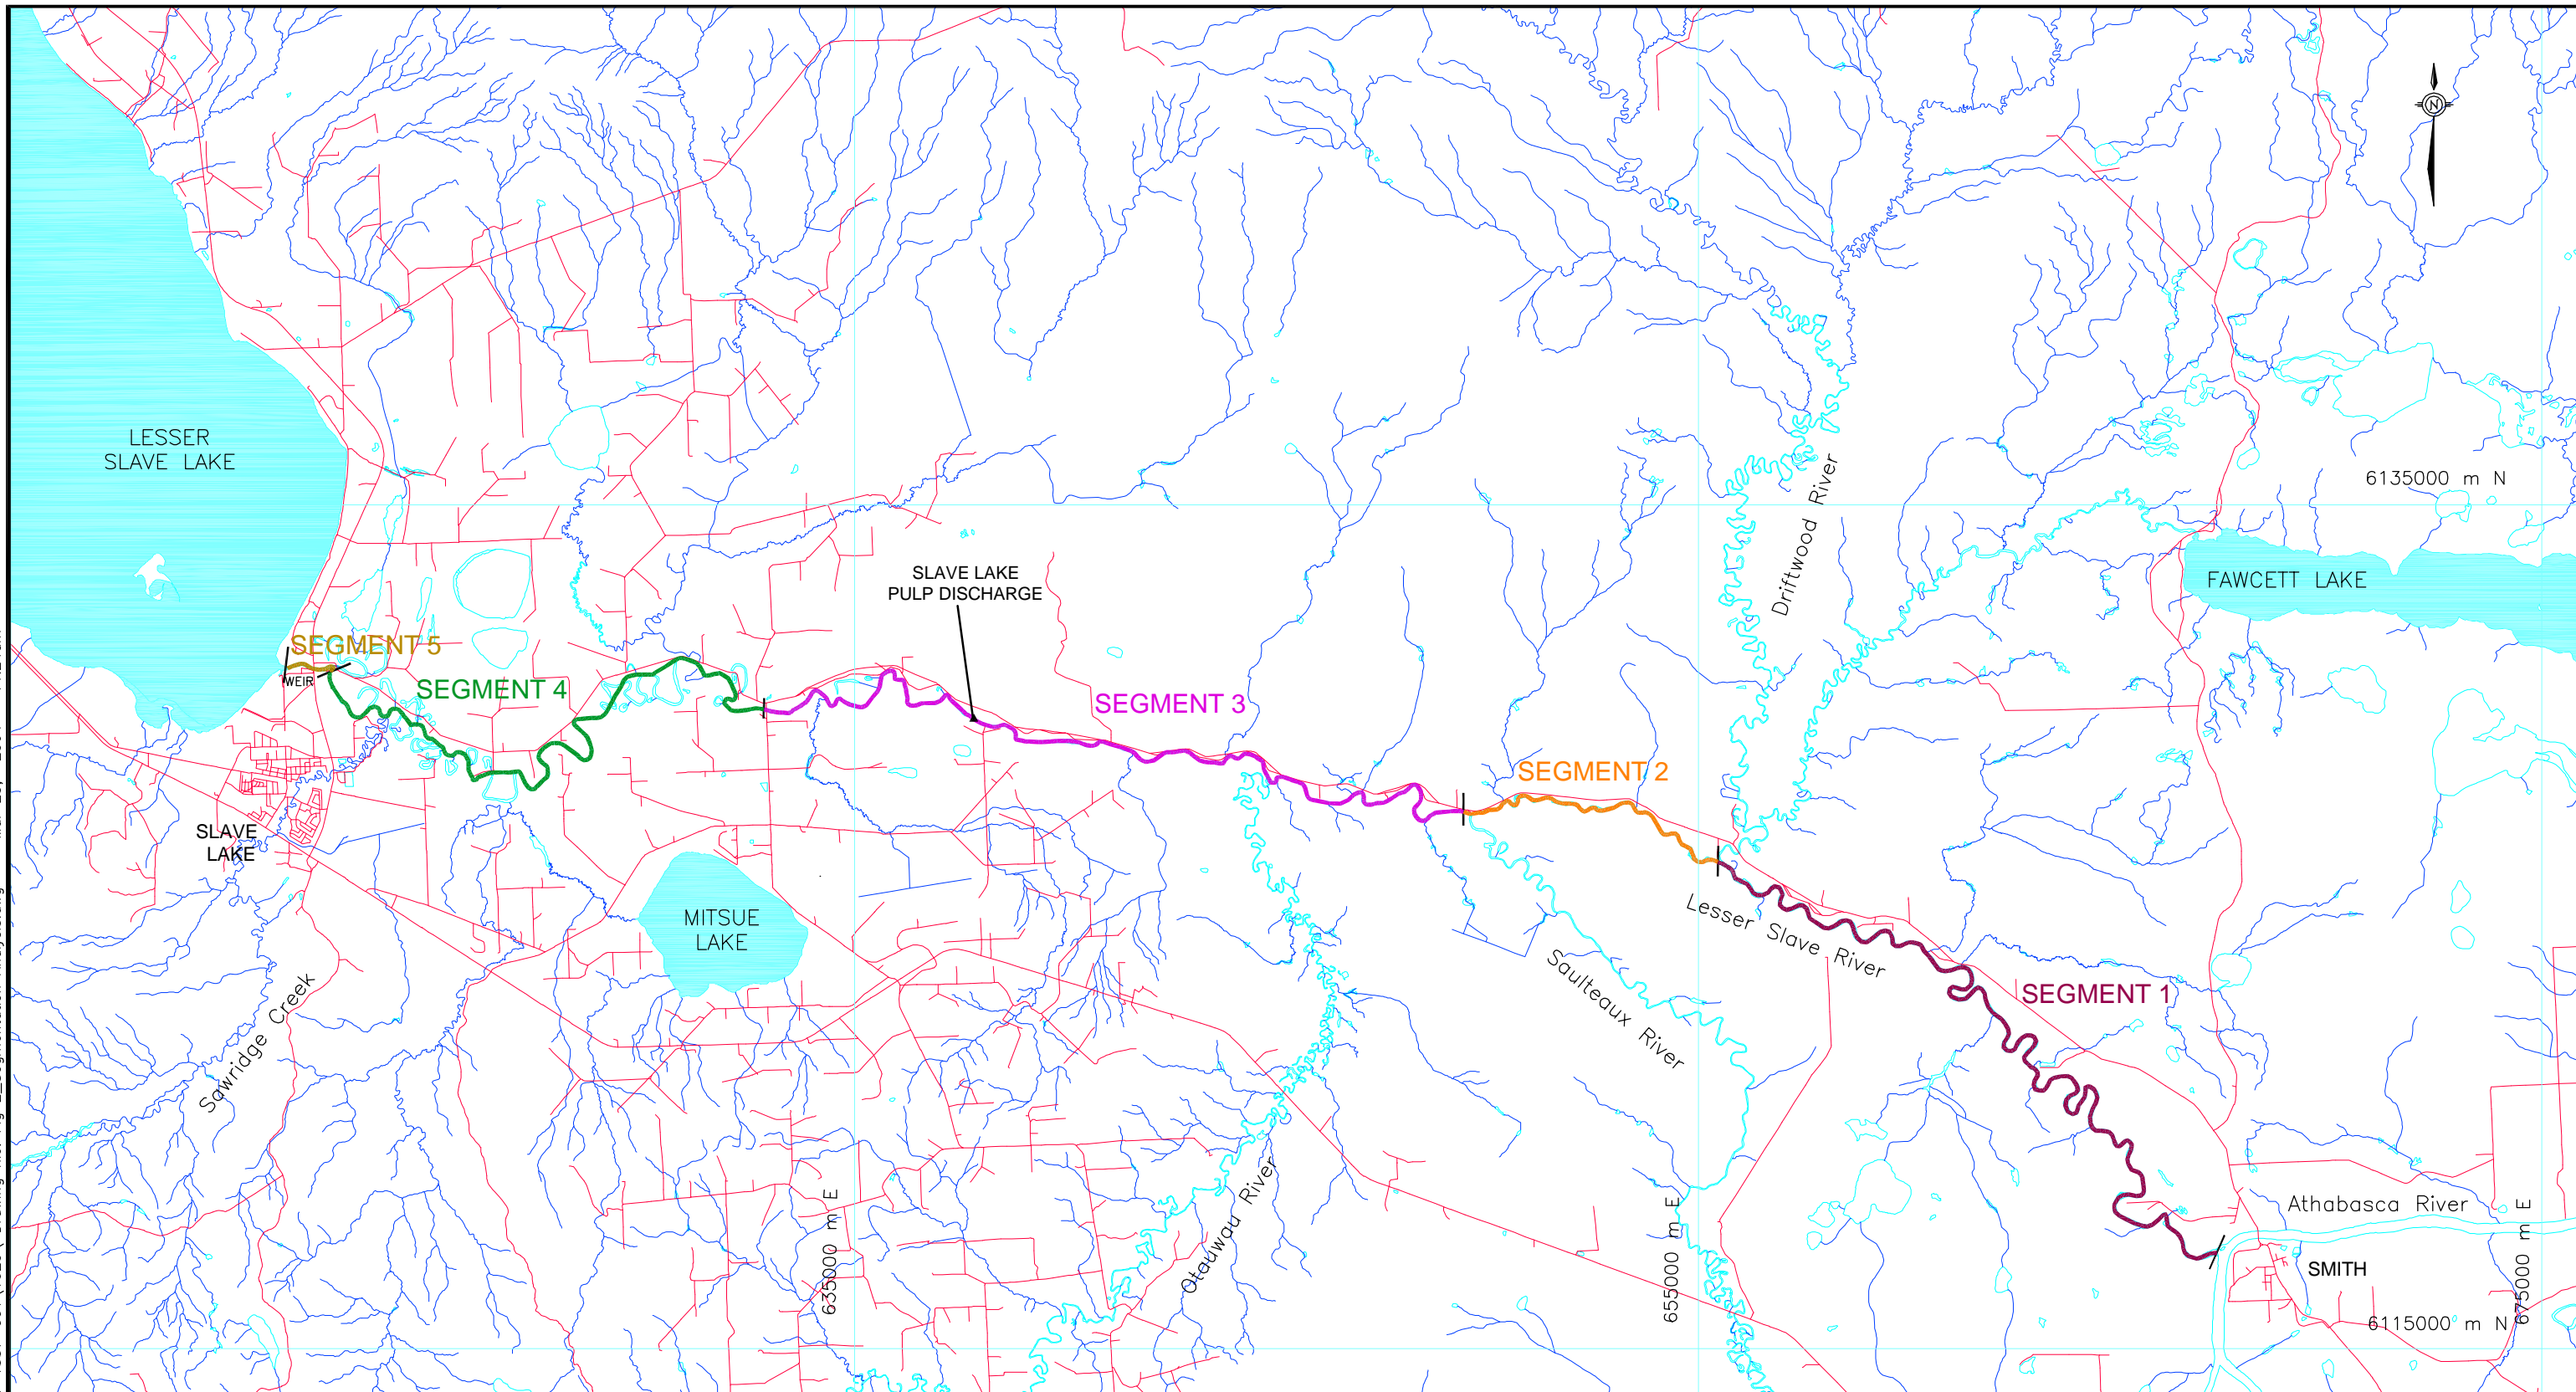 N
LESSER
SLAVE LAKE
6135000 m N
Driftwood River
SLAVE LAKE
PULP DISCHARGE
FAWCETT LAKE
SEGMENT 5
WEIR
SEGMENT 4
SEGMENT 3
SEGMENT 2
SLAVE
LAKE
MITSUE
LAKE
Lesser Slave River
Saulteaux River
SEGMENT 1
Sawridge Creek
Otauwau River
635000 m E
655000 m E
Athabasca River
675000 m E
SMITH
6115000 m N